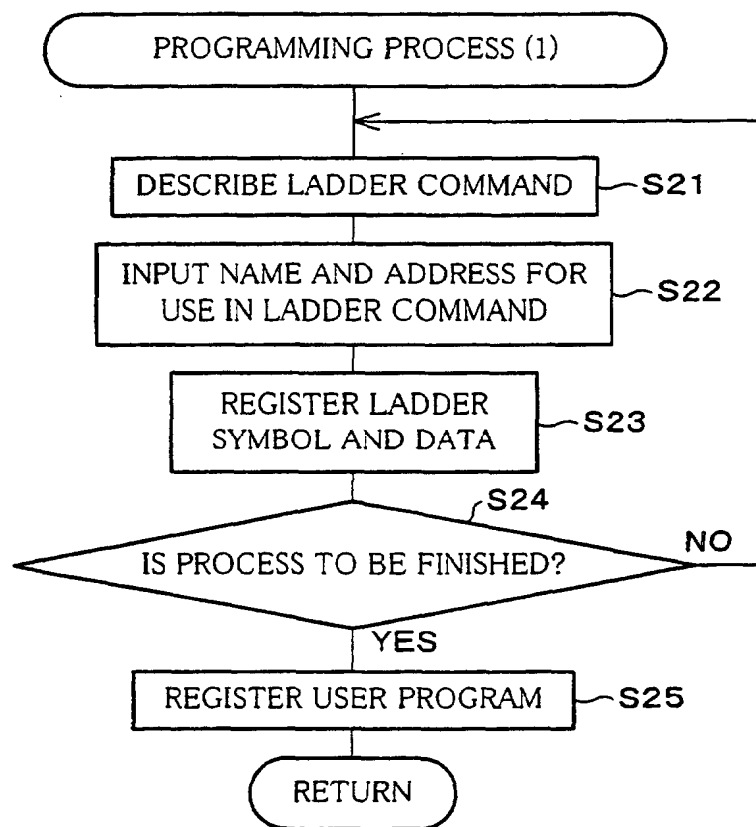 PROGRAMMING PROCESS (1)
DESCRIBE LADDER COMMAND
S21
INPUT NAME AND ADDRESS FOR
USE IN LADDER COMMAND
S22
REGISTER LADDER
SYMBOL AND DATA
S23
S24
IS PROCESS TO BE FINISHED?
NO
YES
REGISTER USER PROGRAM
S25
RETURN